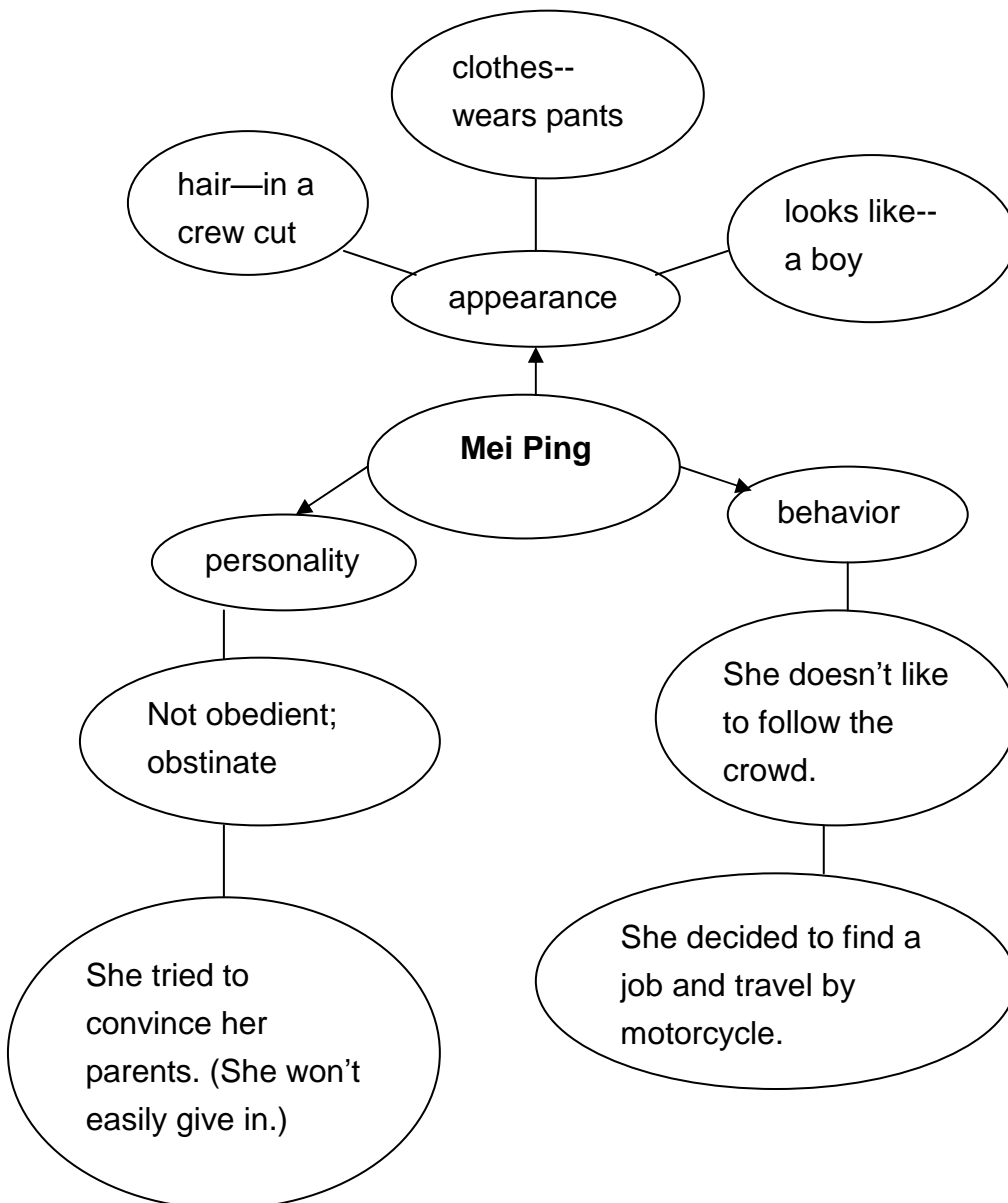 clothes--
wears pants
hair—in a
crew cut
looks like--
a boy
appearance
Mei Ping
behavior
personality
She doesn’t like
to follow the
crowd.
Not obedient;
obstinate
She decided to find a
job and travel by
motorcycle.
She tried to
convince her
parents. (She won’t
easily give in.)